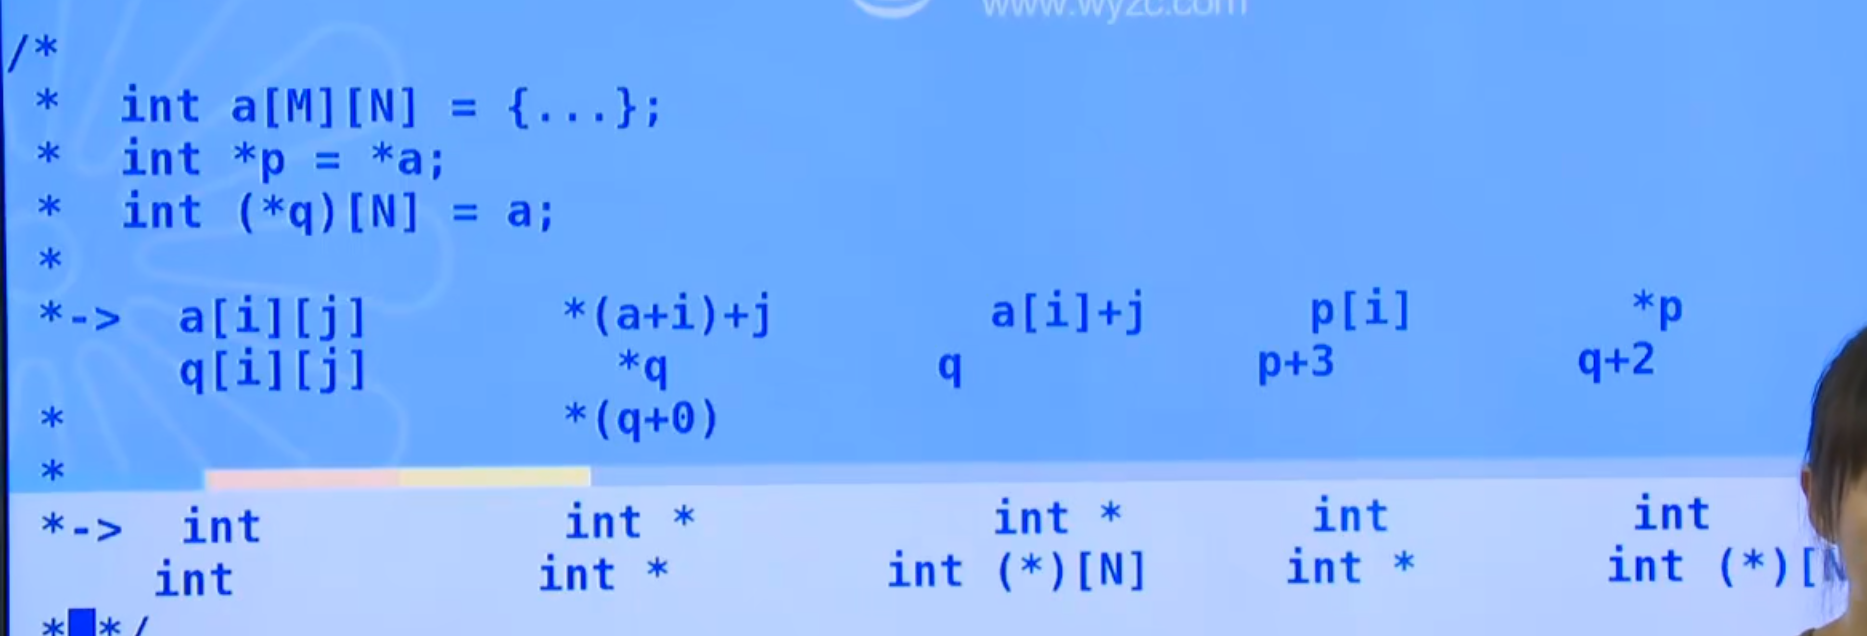 www.wyzc.com
/*
 *   int a[M][N] = {...};
 *   int *p = *a;
 *   int (*q)[N] = a;
 *
 *->  a[i][j]   *(a+i)+j   a[i]+j   p[i]   *p
      q[i][j]   *q   q   p+3   q+2
 *   *(q+0)
 *
 *->  int   int *   int *   int   int
     int   int *   int (*)[N]   int *   int (*)[N
 * */